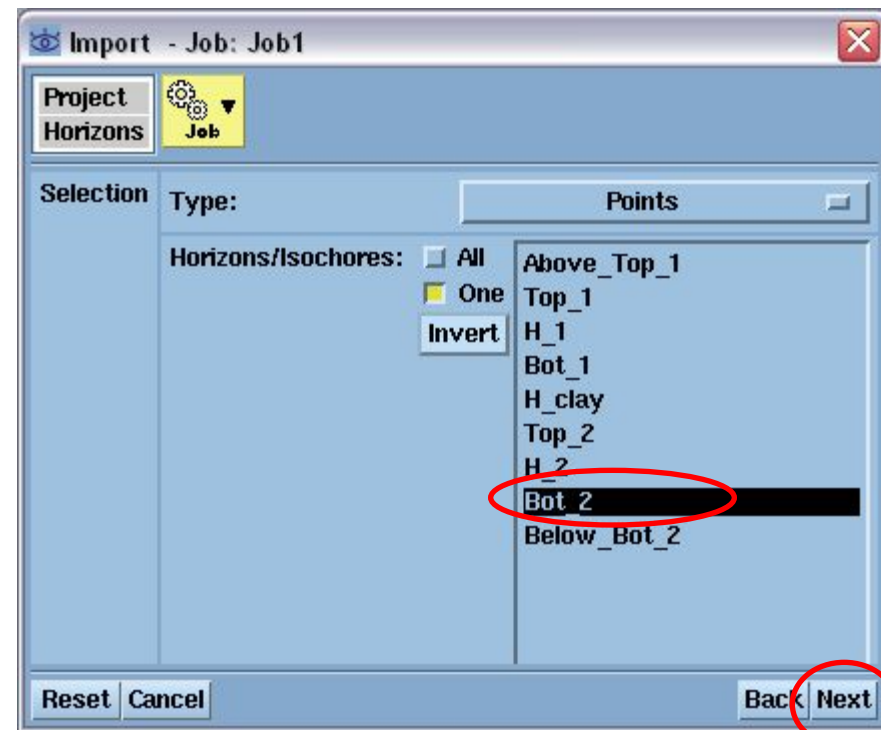 Import - Job: Job1
Project
Horizons
Job
Selection
Type: Points
Horizons/Isochores:
All
One
Invert
Above_Top_1
Top_1
H_1
Bot_1
H_clay
Top_2
H_2
Bot_2
Below_Bot_2
Reset Cancel Back Next